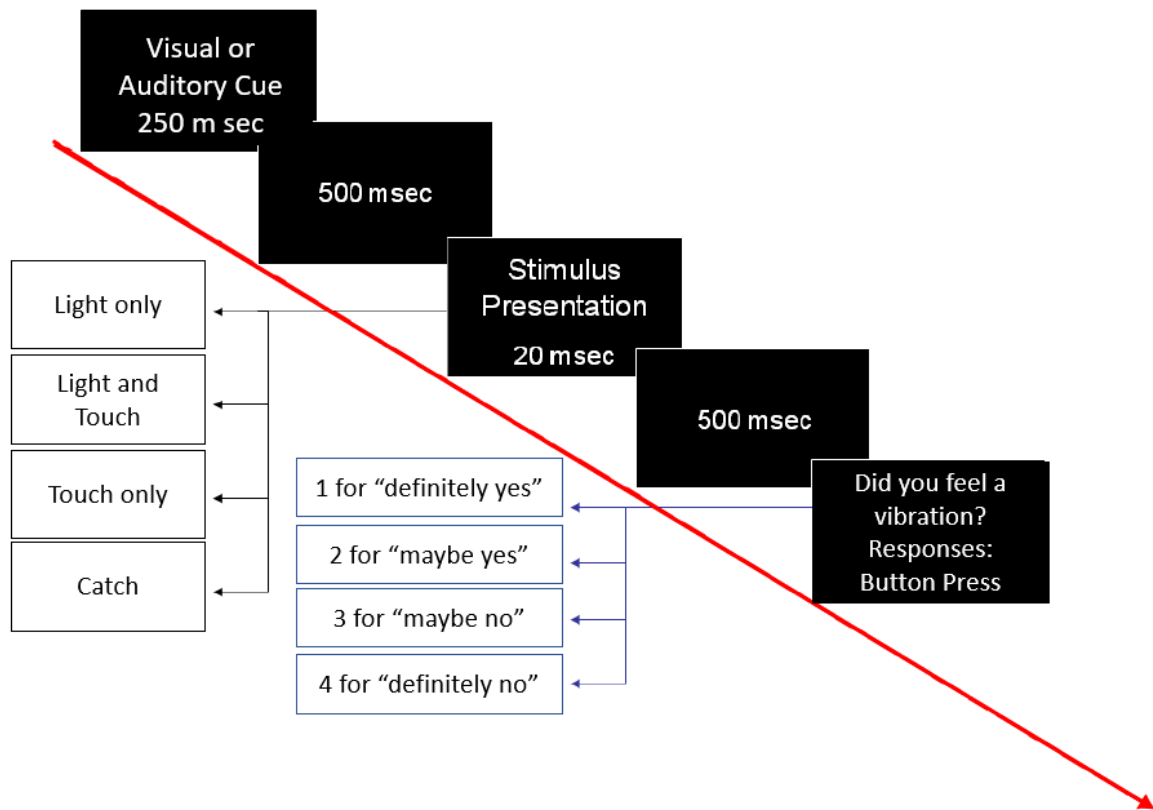 Visual or
Auditory Cue
250 m sec
500 msec
Stimulus
Presentation
20 msec
500 msec
Did you feel a
vibration?
Responses:
Button Press
Light only
Light and
Touch
Touch only
Catch
1 for “definitely yes”
2 for “maybe yes”
3 for “maybe no”
4 for “definitely no”